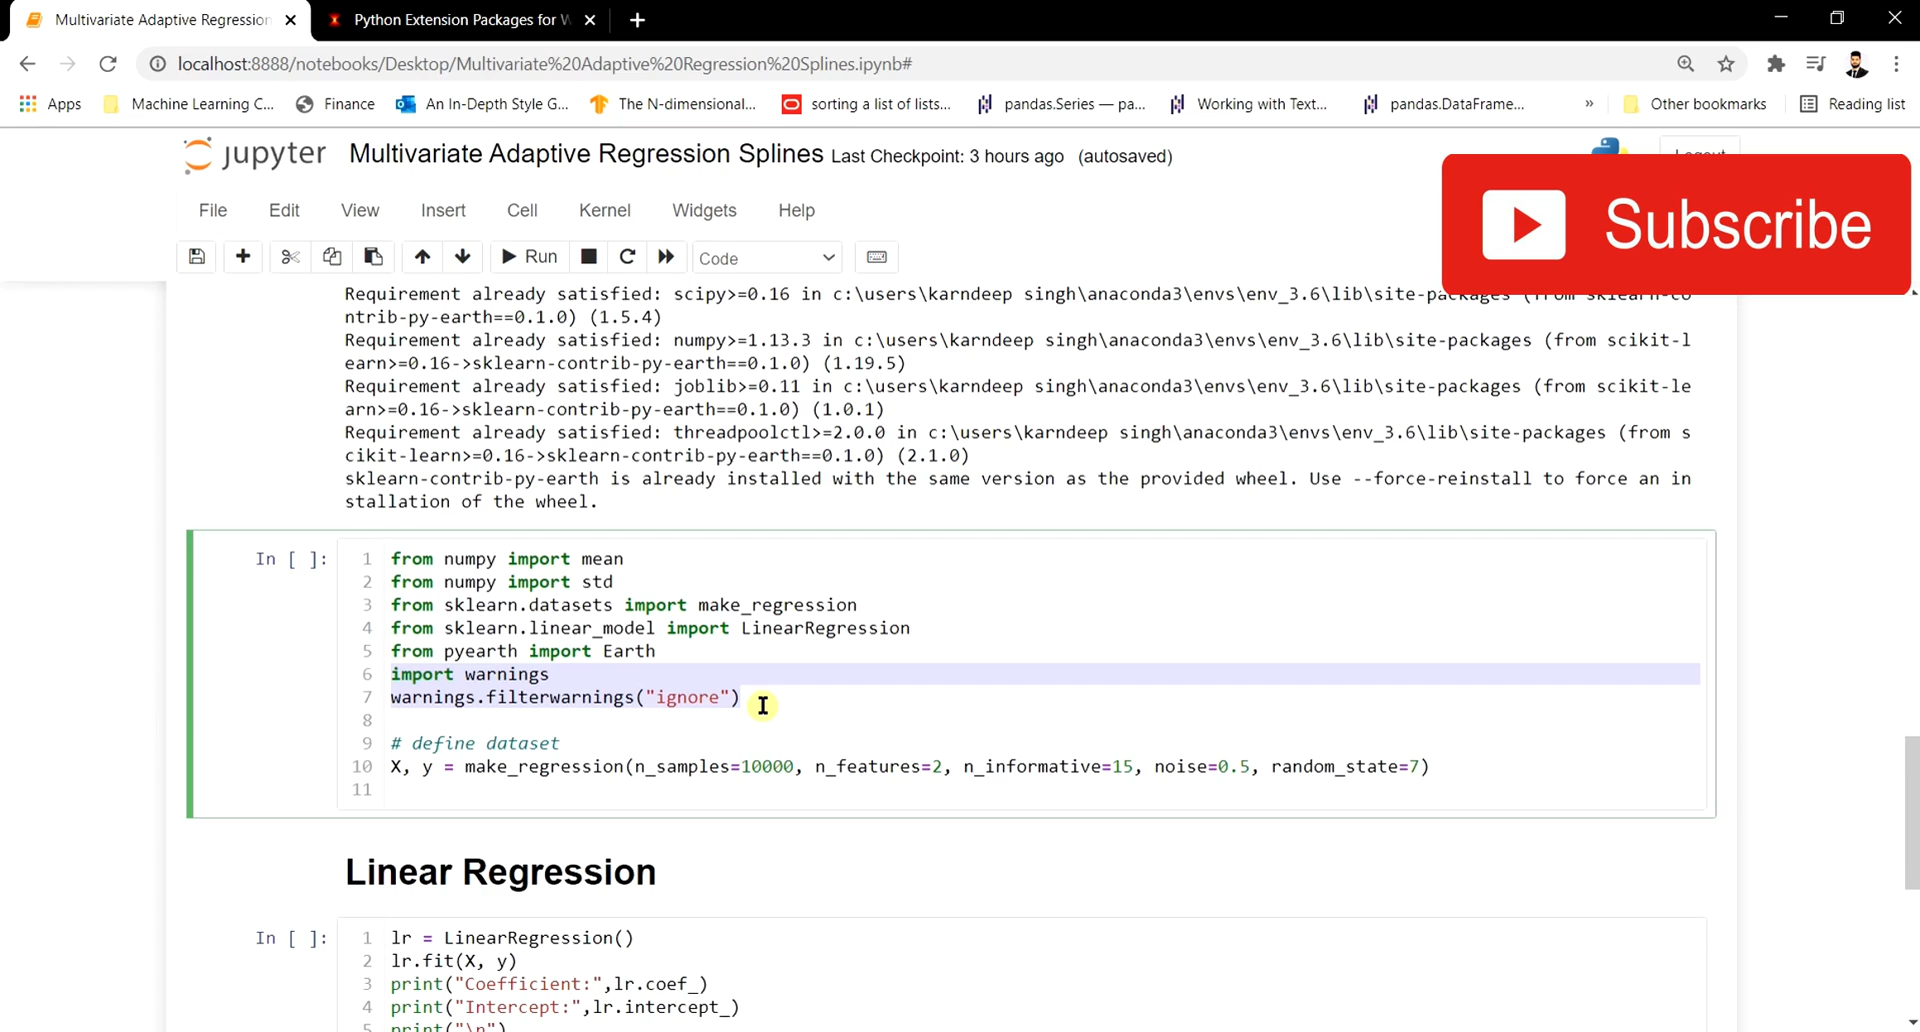 Multivariate Adaptive Regression
Python Extension Packages for W
localhost:8888/notebooks/Desktop/Multivariate%20Adaptive%20Regression%20Splines.ipynb#
Apps Machine Learning C... Finance An In-Depth Style G... The N-dimensional... sorting a list of lists... pandas.Series — pa... Working with Text... pandas.DataFrame... » Other bookmarks Reading list
jupyter Multivariate Adaptive Regression Splines Last Checkpoint: 3 hours ago (autosaved)
Subscribe
File Edit View Insert Cell Kernel Widgets Help
Run Code
Requirement already satisfied: scipy>=0.16 in c:\users\karndeep singh\anaconda3\envs\env_3.6\lib\site-packages (from sklearn-co
ntrib-py-earth==0.1.0) (1.5.4)
Requirement already satisfied: numpy>=1.13.3 in c:\users\karndeep singh\anaconda3\envs\env_3.6\lib\site-packages (from scikit-l
earn>=0.16->sklearn-contrib-py-earth==0.1.0) (1.19.5)
Requirement already satisfied: joblib>=0.11 in c:\users\karndeep singh\anaconda3\envs\env_3.6\lib\site-packages (from scikit-le
arn>=0.16->sklearn-contrib-py-earth==0.1.0) (1.0.1)
Requirement already satisfied: threadpoolctl>=2.0.0 in c:\users\karndeep singh\anaconda3\envs\env_3.6\lib\site-packages (from s
cikit-learn>=0.16->sklearn-contrib-py-earth==0.1.0) (2.1.0)
sklearn-contrib-py-earth is already installed with the same version as the provided wheel. Use --force-reinstall to force an in
stallation of the wheel.
In [ ]: 1 from numpy import mean
2 from numpy import std
3 from sklearn.datasets import make_regression
4 from sklearn.linear_model import LinearRegression
5 from pyearth import Earth
6 import warnings
7 warnings.filterwarnings("ignore")
8
9 # define dataset
10 X, y = make_regression(n_samples=10000, n_features=2, n_informative=15, noise=0.5, random_state=7)
11
Linear Regression
In [ ]: 1 lr = LinearRegression()
2 lr.fit(X, y)
3 print("Coefficient:",lr.coef_)
4 print("Intercept:",lr.intercept_)
5 print("\n")